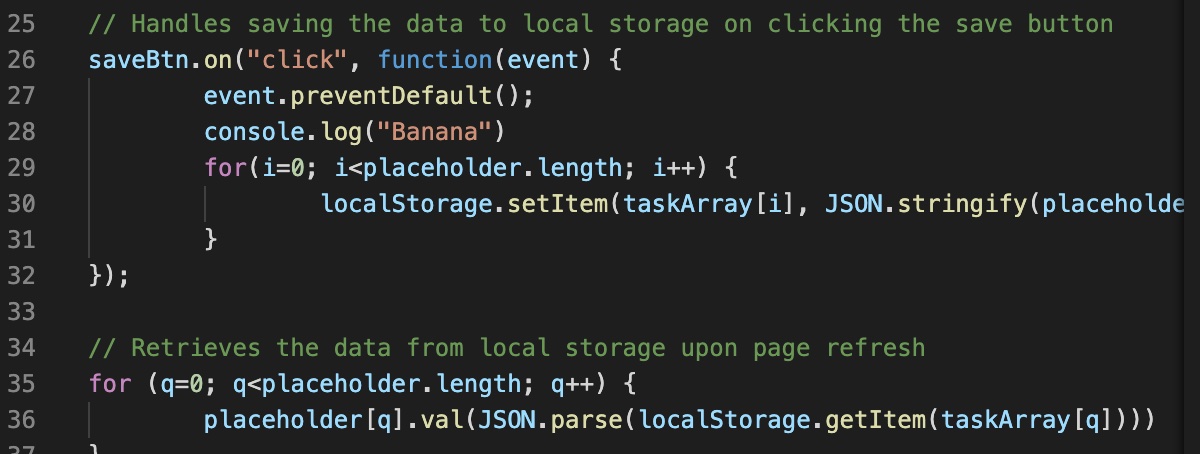 25 // Handles saving the data to local storage on clicking the save button
26 saveBtn.on("click", function(event) {
27 event.preventDefault();
28 console.log("Banana")
29 for(i=0; i<placeholder.length; i++) {
30 localStorage.setItem(taskArray[i], JSON.stringify(placeholde
31 }
32 });
33
34 // Retrieves the data from local storage upon page refresh
35 for (q=0; q<placeholder.length; q++) {
36 placeholder[q].val(JSON.parse(localStorage.getItem(taskArray[q])))
37 }